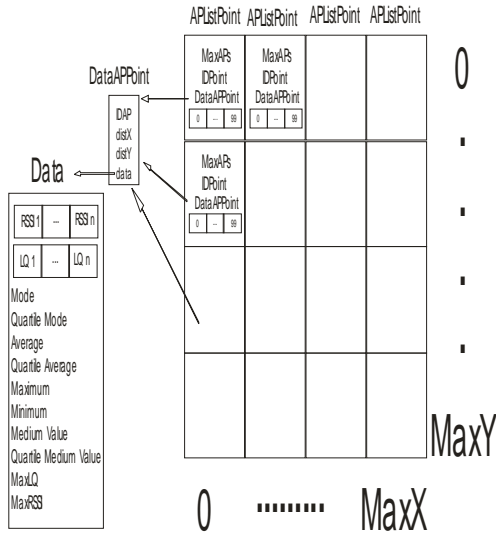 APListPoint APListPoint APListPoint APListPoint
MaxAPs
IDPoint
DataAPPoint
0 ... 99
MaxAPs
IDPoint
DataAPPoint
0 ... 99
0
.
.
.
.
MaxY
DataAPPoint
IDAP
distX
distY
data
MaxAPs
IDPoint
DataAPPoint
0 ... 99
Data
RSSI 1 ... RSSI n
LQ 1 ... LQ n
Mode
Quartile Mode
Average
Quartile Average
Maximum
Minimum
Medium Value
Quartile Medium Value
MaxLQ
MaxRSSI
0 ......... MaxX